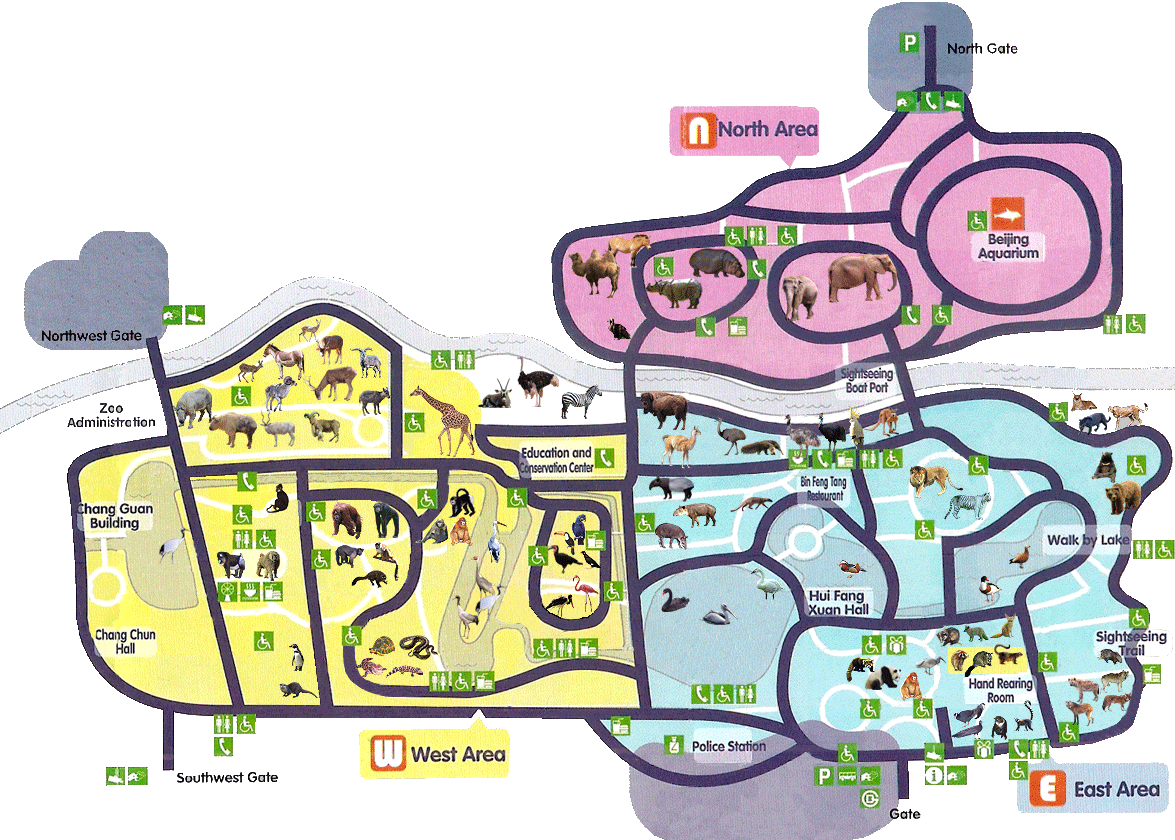 P
North Gate
n North Area
Beijing
Aquarium
Northwest Gate
Sightseeing
Boat Port
Zoo
Administration
Education and
Conservation Center
Bin Feng Tang
Restaurant
Chang Guan
Building
Walk by Lake
Hui Fang
Xuan Hall
Chang Chun
Hall
Sightseeing
Trail
Hand Rearing
Room
Police Station
W West Area
Southwest Gate
P
i
E East Area
Gate